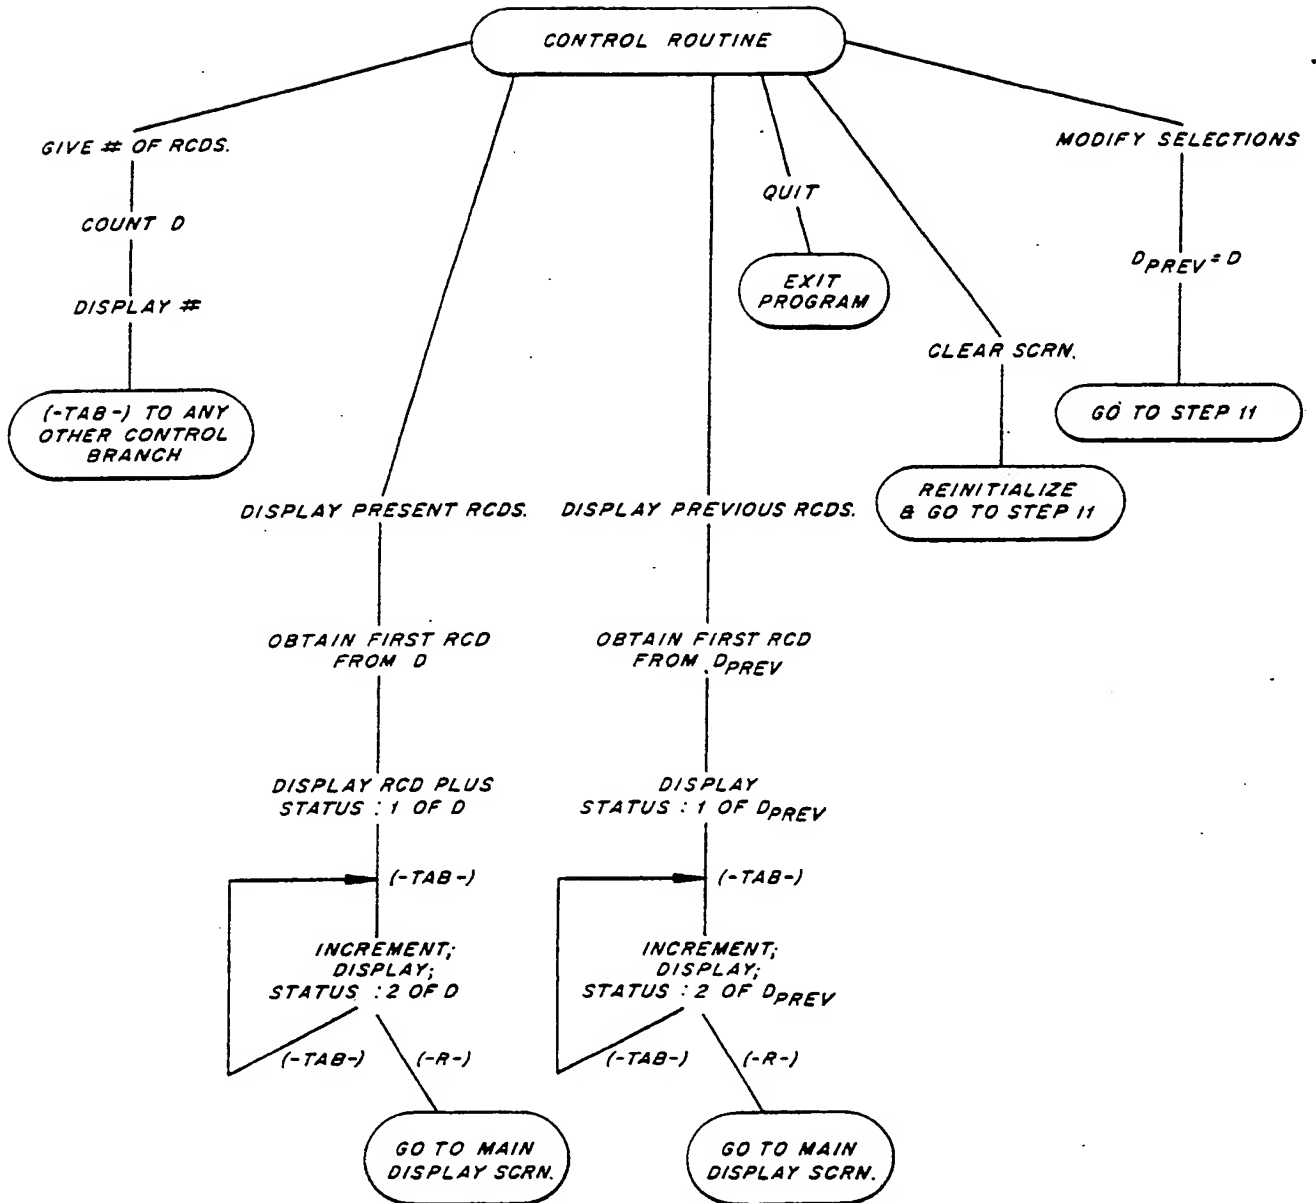 CONTROL ROUTINE
GIVE # OF RCDS.
COUNT D
DISPLAY #
(-TAB-) TO ANY
OTHER CONTROL
BRANCH
DISPLAY PRESENT RCDS.
OBTAIN FIRST RCD
FROM D
DISPLAY RCD PLUS
STATUS : 1 OF D
(-TAB-)
INCREMENT;
DISPLAY;
STATUS : 2 OF D
(-TAB-) (-R-)
GO TO MAIN
DISPLAY SCRN.
DISPLAY PREVIOUS RCDS.
OBTAIN FIRST RCD
FROM DPREV
DISPLAY
STATUS : 1 OF DPREV
(-TAB-)
INCREMENT;
DISPLAY;
STATUS : 2 OF DPREV
(-TAB-) (-R-)
GO TO MAIN
DISPLAY SCRN.
QUIT
EXIT
PROGRAM
CLEAR SCRN.
REINITIALIZE
& GO TO STEP 11
MODIFY SELECTIONS
DPREV = D
GO TO STEP 11